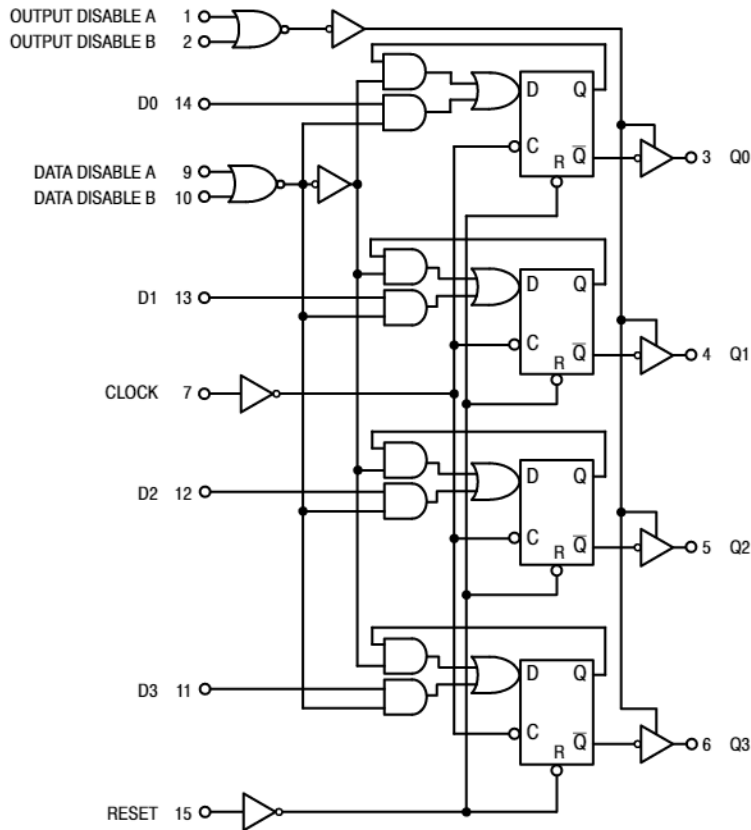 OUTPUT DISABLE A 1
OUTPUT DISABLE B 2
D0 14
DATA DISABLE A 9
DATA DISABLE B 10
D Q
C Q̅
R
3 Q0
D1 13
D Q
C Q̅
R
4 Q1
CLOCK 7
D2 12
D Q
C Q̅
R
5 Q2
D3 11
D Q
C Q̅
R
6 Q3
RESET 15